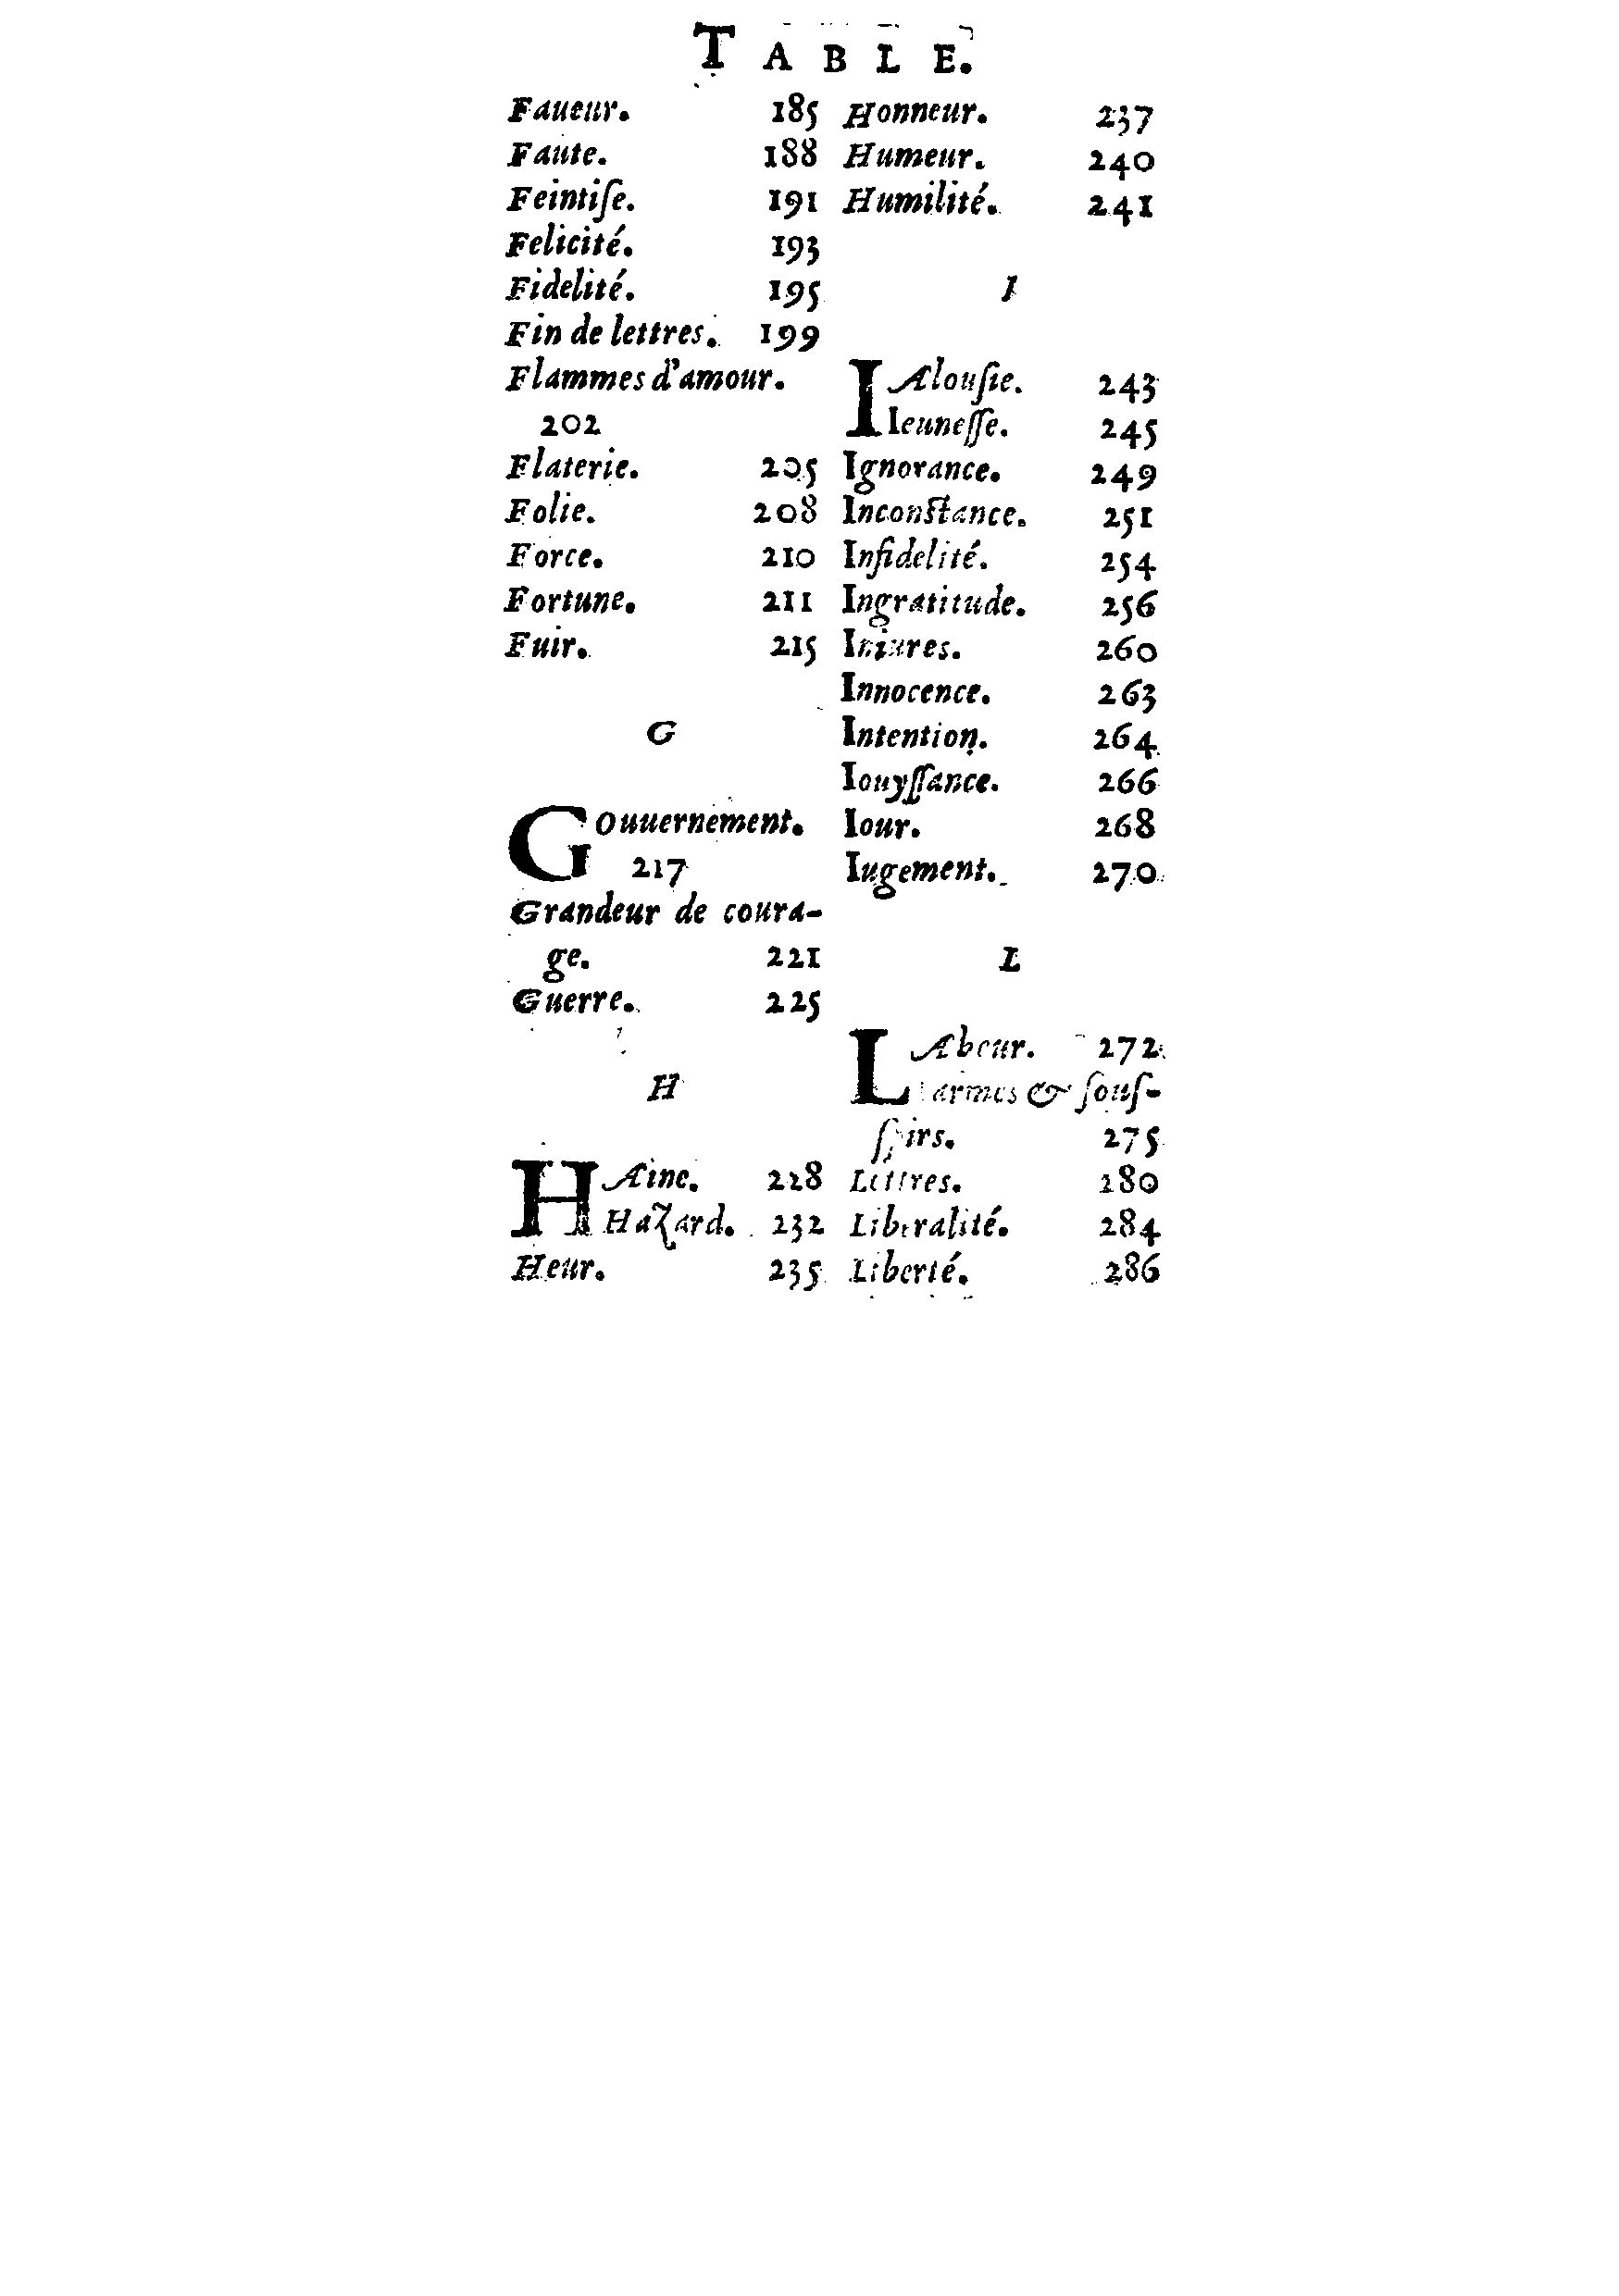 TABLE.
Faueur. 185
Faute. 188
Feintiſe. 191
Felicité. 193
Fidelité. 195
Fin de lettres. 199
Flammes d'amour.
202
Flaterie. 205
Folie. 208
Force. 210
Fortune. 211
Fuir. 215
G
Gouuernement.
217
Grandeur de coura-
ge. 221
Guerre. 225
H
HAine. 228
Hazard. 232
Heur. 235
Honneur. 237
Humeur. 240
Humilité. 241
I
IAlouſie. 243
Ieuneſſe. 245
Ignorance. 249
Inconſtance. 251
Infidelité. 254
Ingratitude. 256
Iniures. 260
Innocence. 263
Intention. 264
Iouyſſance. 266
Iour. 268
Iugement. 270
L
LAbeur. 272
Larmes & ſouſ-
ſpirs. 275
Lettres. 280
Liberalité. 284
Liberté. 286